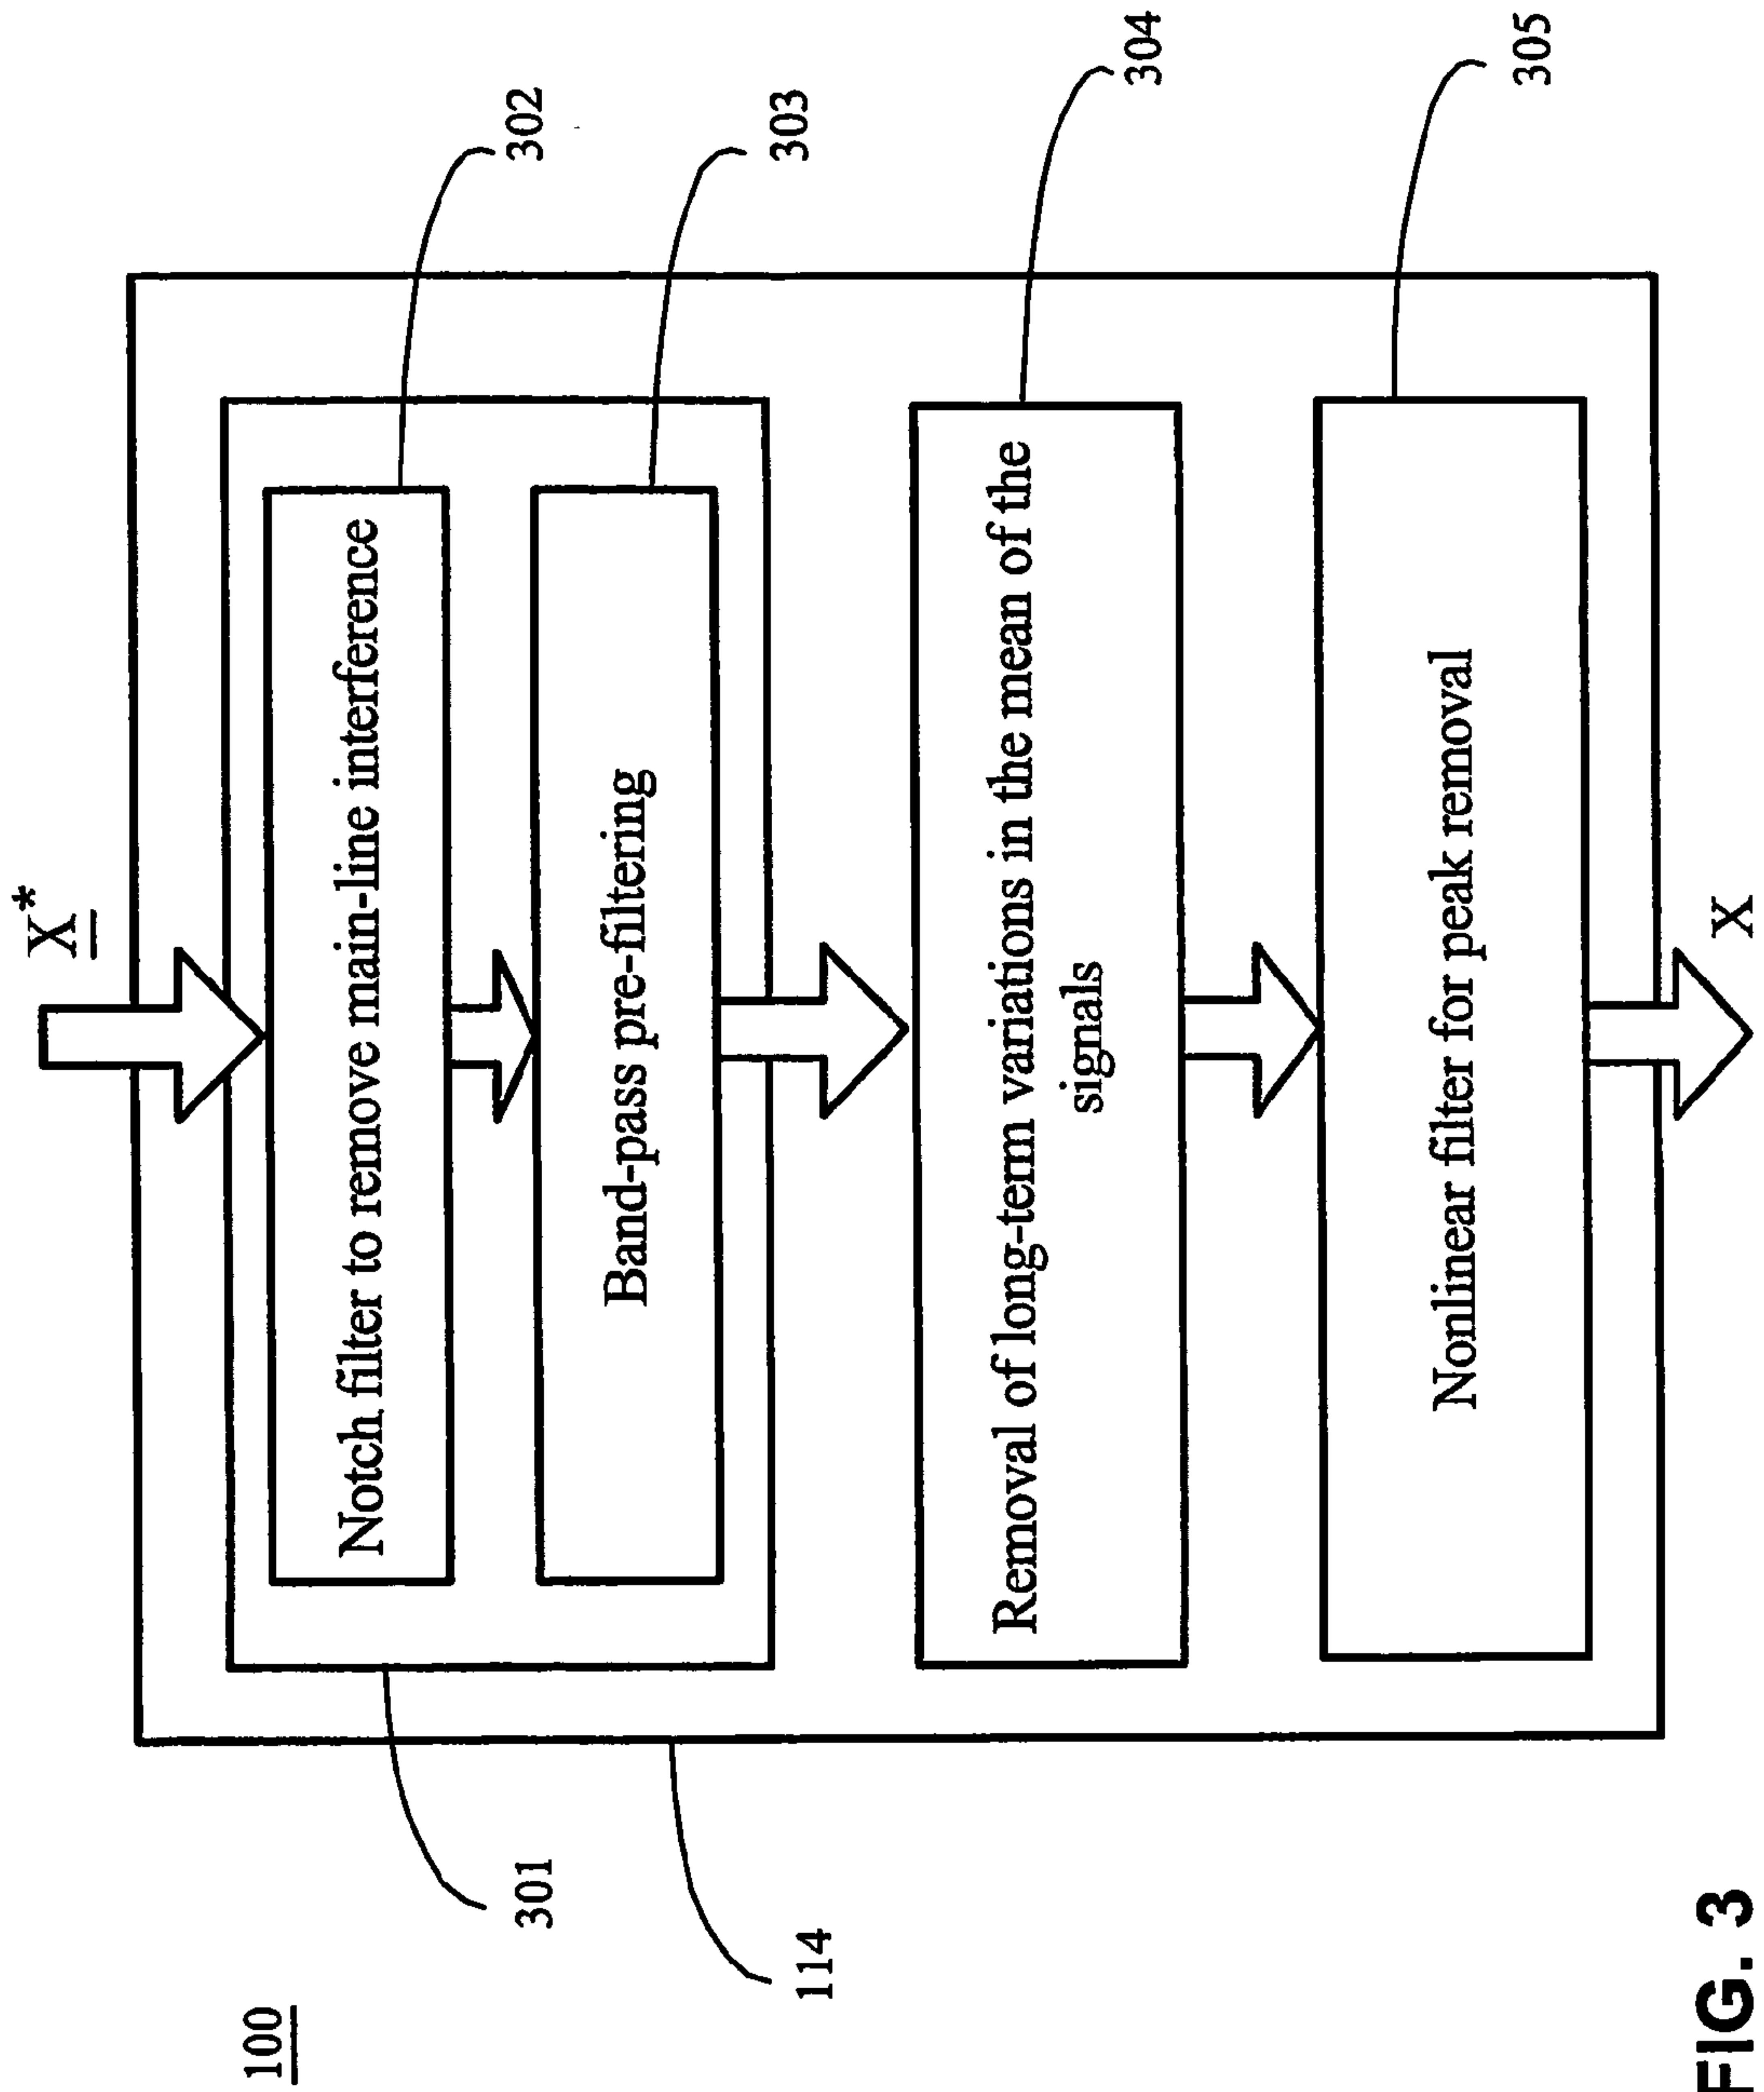 100
X*
302
Notch filter to remove main-line interference
303
Band-pass pre-filtering
301
114
304
Removal of long-term variations in the mean of the
signals
305
Nonlinear filter for peak removal
X
FIG. 3